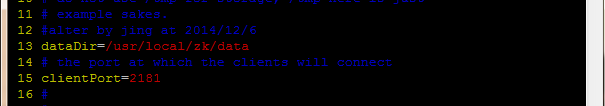 11 # example sakes.
12 #alter by jing at 2014/12/6
13 dataDir=/usr/local/zk/data
14 # the port at which the clients will connect
15 clientPort=2181
16 #